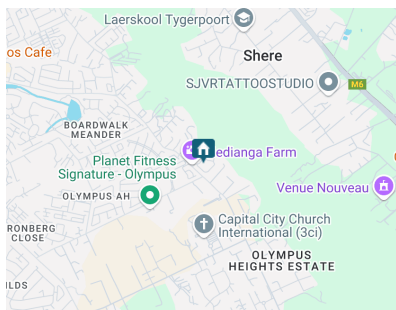 Laerskool Tygerpoort
os Cafe
Shere
SJVRTATTOOSTUDIO
M6
BOARDWALK
MEANDER
edianga Farm
Planet Fitness
Signature - Olympus
Venue Nouveau
OLYMPUS AH
RONBERG
CLOSE
Capital City Church
International (3ci)
OLYMPUS
HEIGHTS ESTATE
ILDS